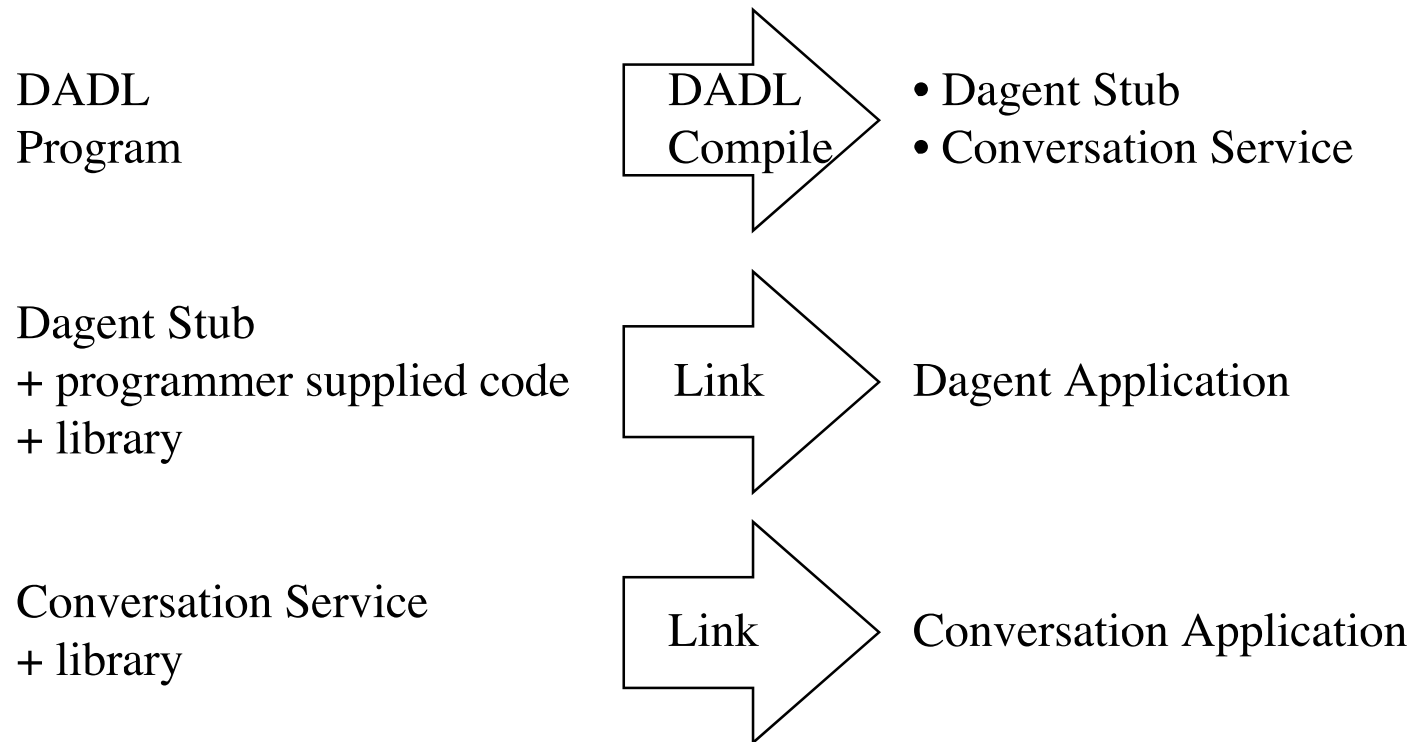 DADL
Program
DADL
Compile
• Dagent Stub
• Conversation Service
Dagent Stub
+ programmer supplied code
+ library
Link
Dagent Application
Conversation Service
+ library
Link
Conversation Application